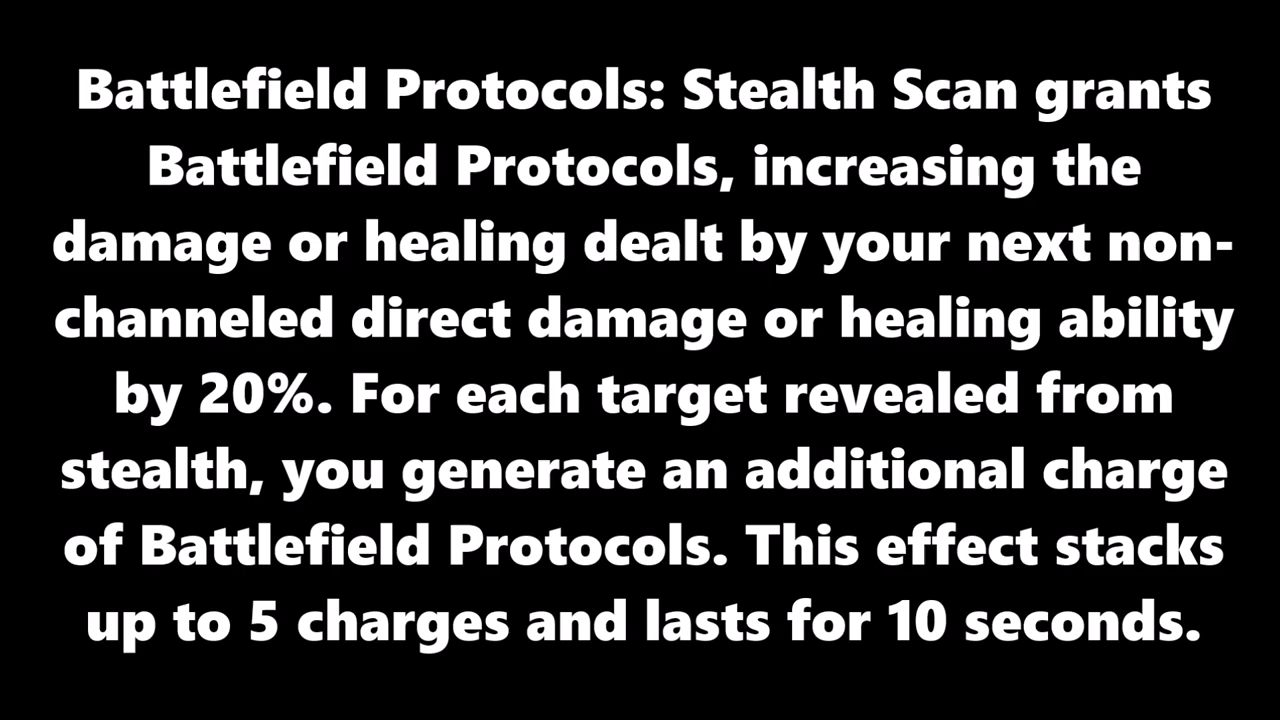 Battlefield Protocols: Stealth Scan grants
Battlefield Protocols, increasing the
damage or healing dealt by your next non-
channeled direct damage or healing ability
by 20%. For each target revealed from
stealth, you generate an additional charge
of Battlefield Protocols. This effect stacks
up to 5 charges and lasts for 10 seconds.